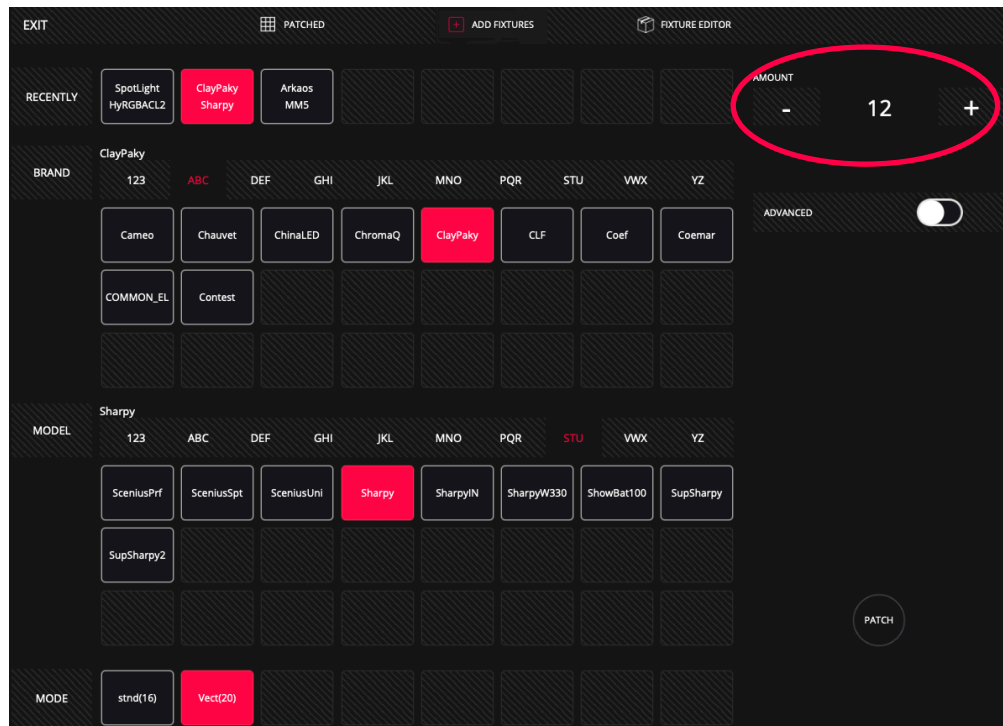 EXIT
PATCHED
+ ADD FIXTURES
FIXTURE EDITOR
RECENTLY
SpotLight
HyRGBACL2
ClayPaky
Sharpy
Arkaos
MM5
AMOUNT
- 12 +
BRAND
ClayPaky
123 ABC DEF GHI JKL MNO PQR STU VWX YZ
ADVANCED
Cameo Chauvet ChinaLED ChromaQ ClayPaky CLF Coef Coemar
COMMON_EL Contest
MODEL
Sharpy
123 ABC DEF GHI JKL MNO PQR STU VWX YZ
SceniusPrf SceniusSpt SceniusUni Sharpy SharpyIN SharpyW330 ShowBat100 SupSharpy
SupSharpy2
PATCH
MODE stnd(16) Vect(20)